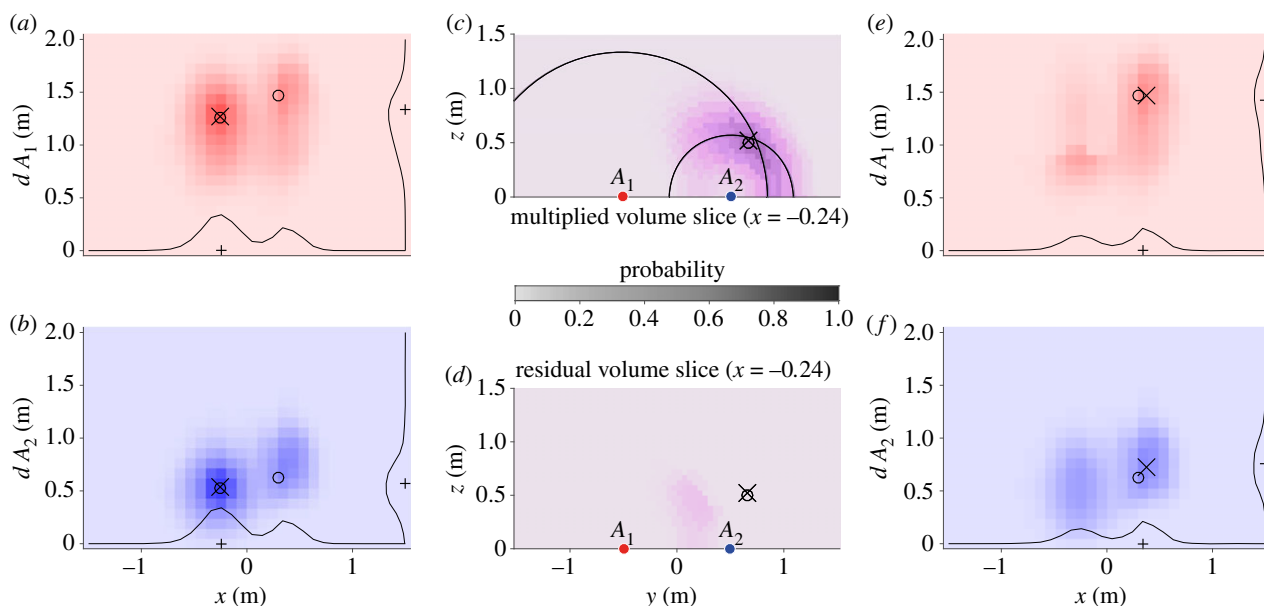 (a)
2.0
1.5
1.0
0.5
0
d A1 (m)
(b)
2.0
1.5
1.0
0.5
0
d A2 (m)
−1
0
1
x (m)
(c)
1.5
1.0
0.5
0
z (m)
A1
A2
multiplied volume slice (x = –0.24)
probability
0
0.2
0.4
0.6
0.8
1.0
residual volume slice (x = –0.24)
(d)
1.5
1.0
0.5
0
z (m)
A1
A2
−1
0
1
y (m)
(e)
2.0
1.5
1.0
0.5
0
d A1 (m)
(f)
2.0
1.5
1.0
0.5
0
d A2 (m)
−1
0
1
x (m)